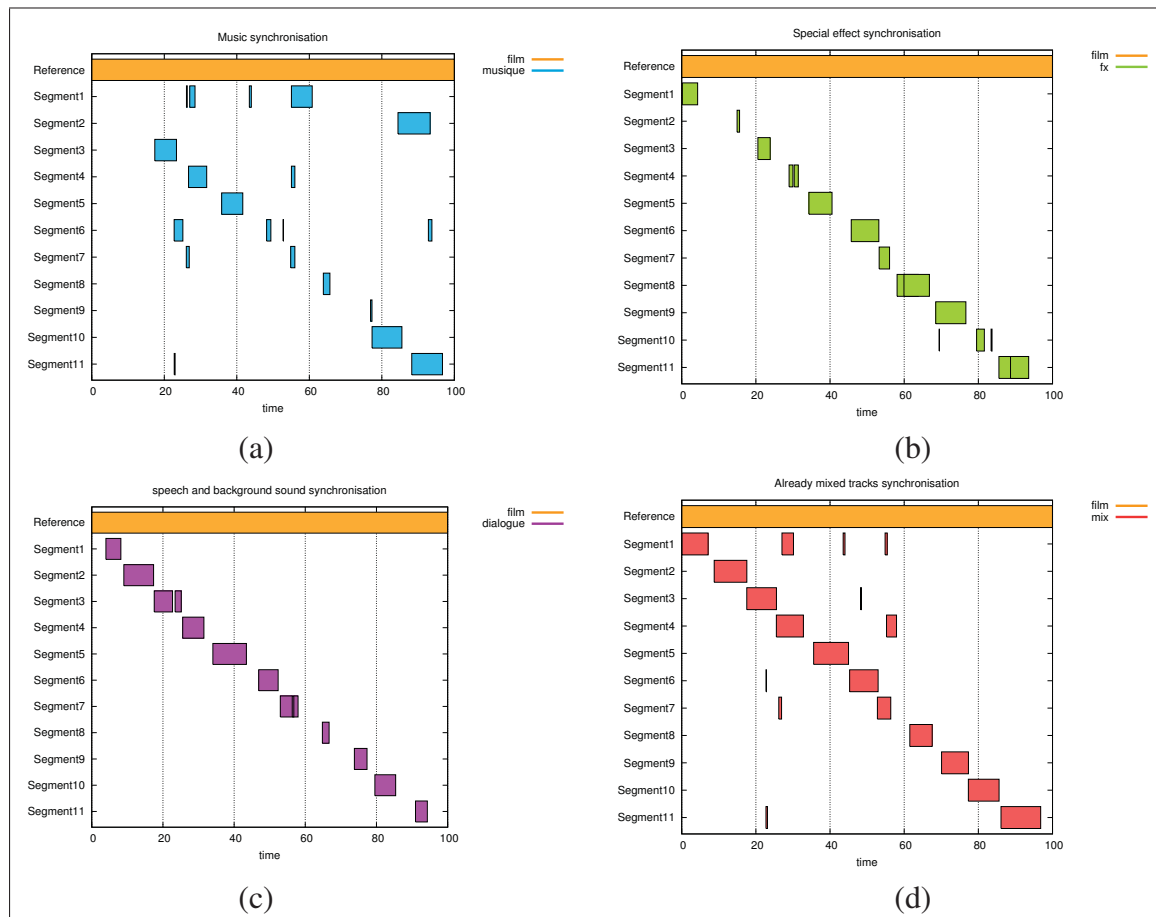 Music synchronisation
film
musique
Reference
Segment1
Segment2
Segment3
Segment4
Segment5
Segment6
Segment7
Segment8
Segment9
Segment10
Segment11
0 20 40 60 80 100
time
(a)
Special effect synchronisation
film
fx
Reference
Segment1
Segment2
Segment3
Segment4
Segment5
Segment6
Segment7
Segment8
Segment9
Segment10
Segment11
0 20 40 60 80 100
time
(b)
speech and background sound synchronisation
film
dialogue
Reference
Segment1
Segment2
Segment3
Segment4
Segment5
Segment6
Segment7
Segment8
Segment9
Segment10
Segment11
0 20 40 60 80 100
time
(c)
Already mixed tracks synchronisation
film
mix
Reference
Segment1
Segment2
Segment3
Segment4
Segment5
Segment6
Segment7
Segment8
Segment9
Segment10
Segment11
0 20 40 60 80 100
time
(d)